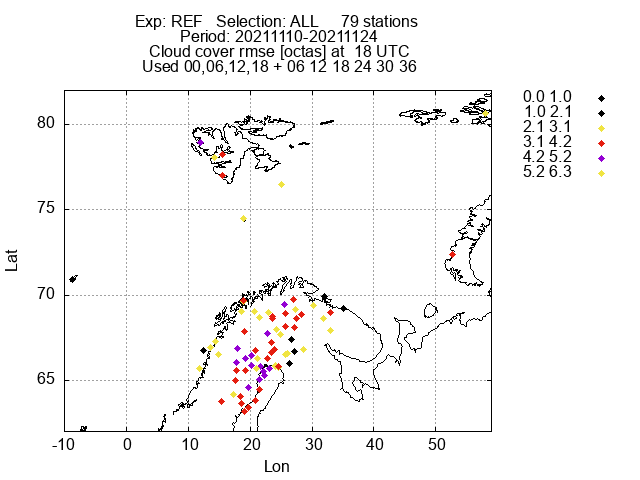 Exp: REF   Selection: ALL     79 stations
Period: 20211110-20211124
Cloud cover rmse [octas] at  18 UTC
Used 00,06,12,18 + 06 12 18 24 30 36
0.0 1.0
1.0 2.1
2.1 3.1
3.1 4.2
4.2 5.2
5.2 6.3
80
75
70
65
Lat
-10 0 10 20 30 40 50
Lon